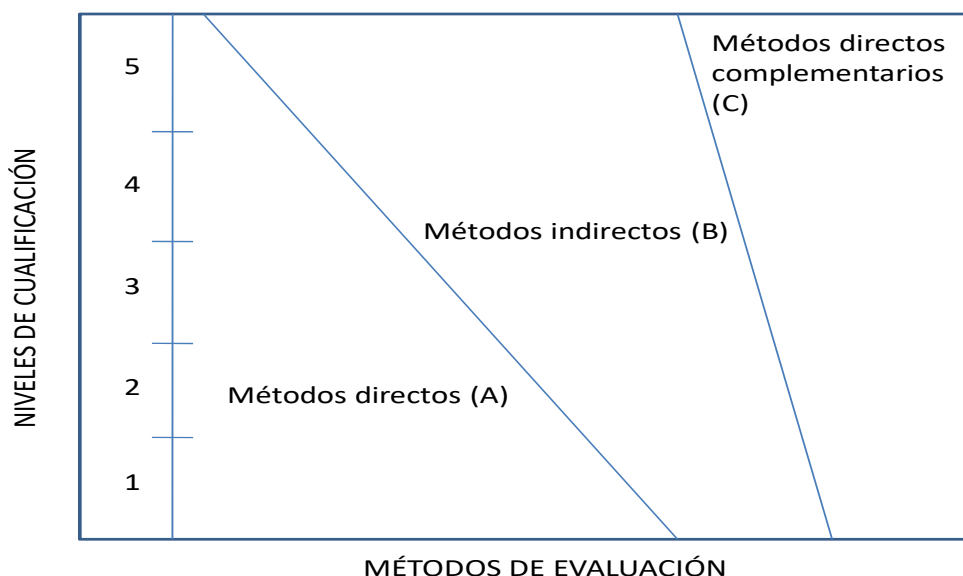 Métodos directos
complementarios
(C)
5
4
Métodos indirectos (B)
3
2
Métodos directos (A)
1
NIVELES DE CUALIFICACIÓN
MÉTODOS DE EVALUACIÓN